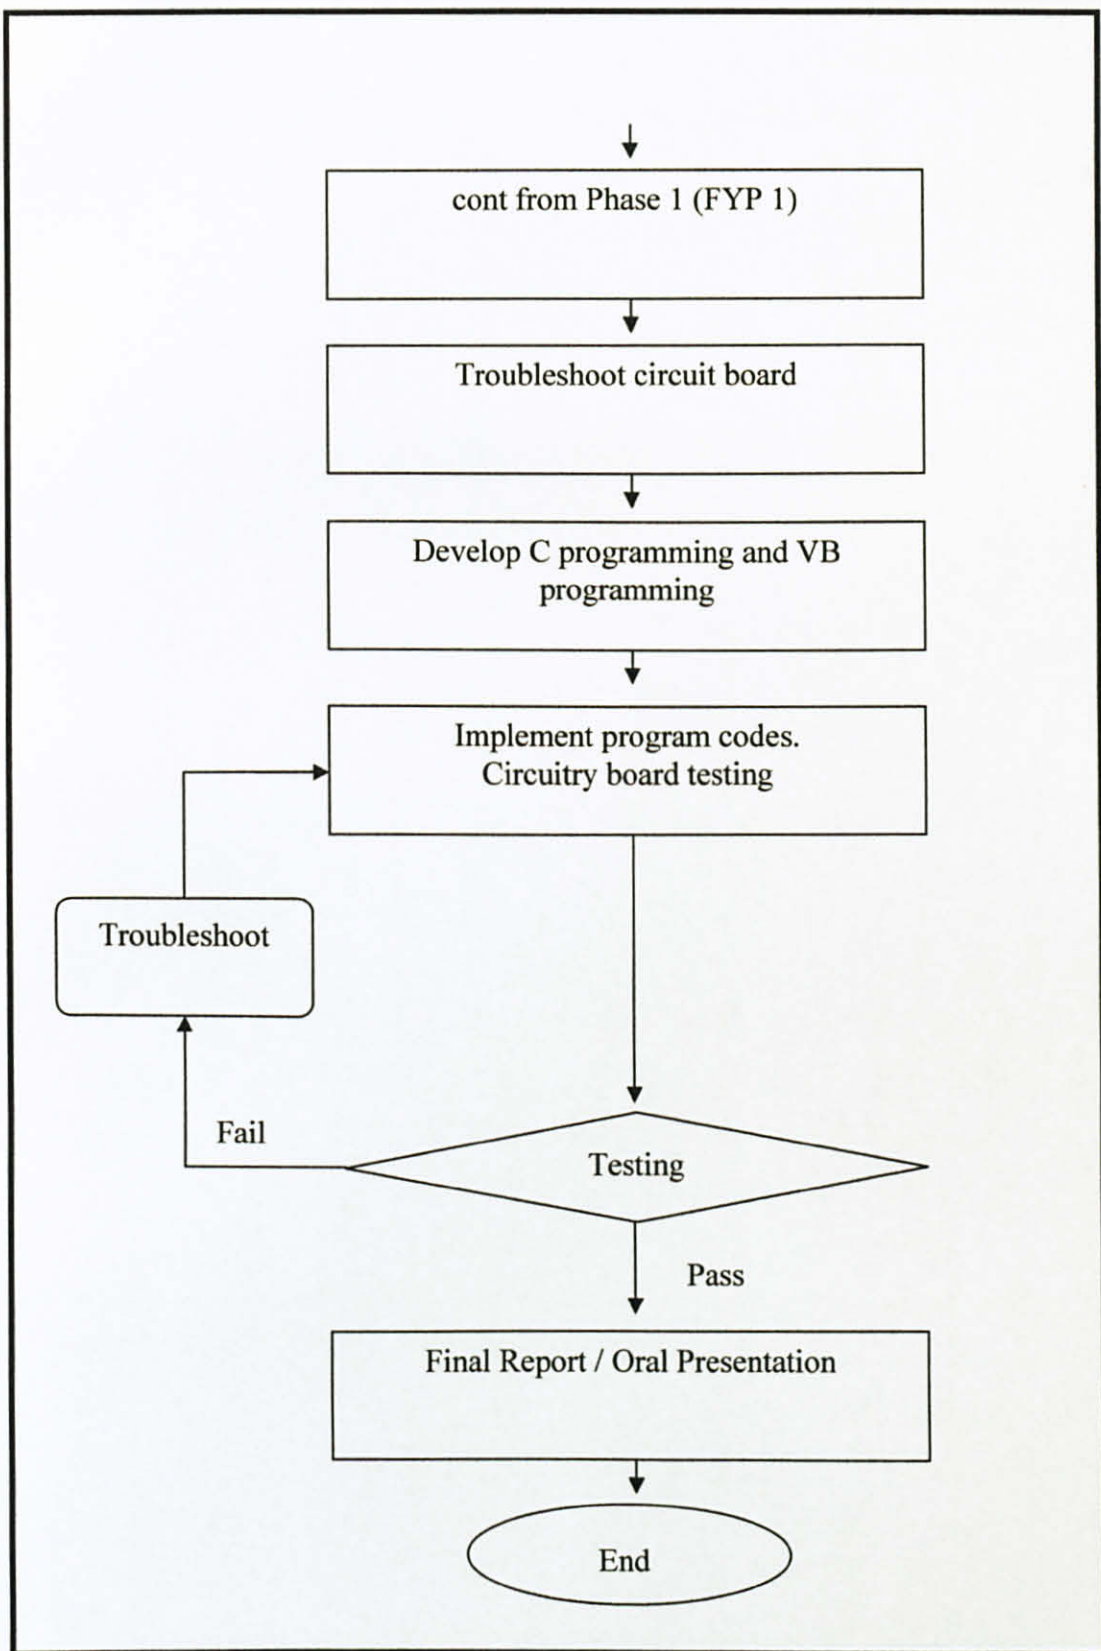 cont from Phase 1 (FYP 1)
Troubleshoot circuit board
Develop C programming and VB
programming
Implement program codes.
Circuitry board testing
Troubleshoot
Fail
Testing
Pass
Final Report / Oral Presentation
End